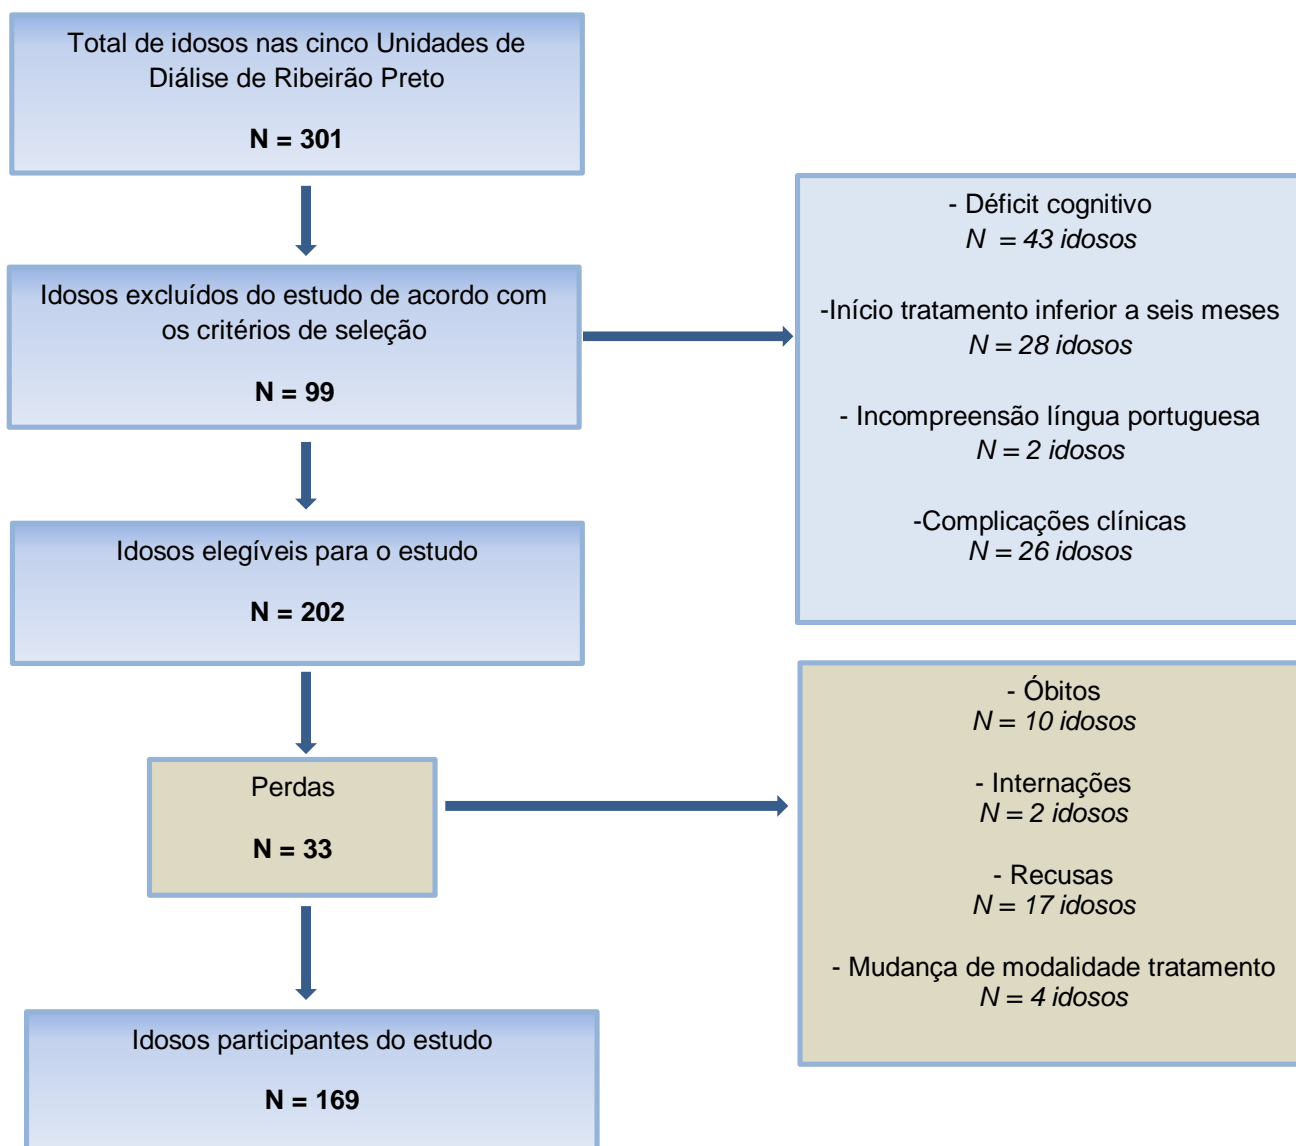 Total de idosos nas cinco Unidades de
Diálise de Ribeirão Preto
N = 301
Idosos excluídos do estudo de acordo com
os critérios de seleção
N = 99
- Déficit cognitivo
N = 43 idosos
-Início tratamento inferior a seis meses
N = 28 idosos
- Incompreensão língua portuguesa
N = 2 idosos
-Complicações clínicas
N = 26 idosos
Idosos elegíveis para o estudo
N = 202
Perdas
N = 33
- Óbitos
N = 10 idosos
- Internações
N = 2 idosos
- Recusas
N = 17 idosos
- Mudança de modalidade tratamento
N = 4 idosos
Idosos participantes do estudo
N = 169